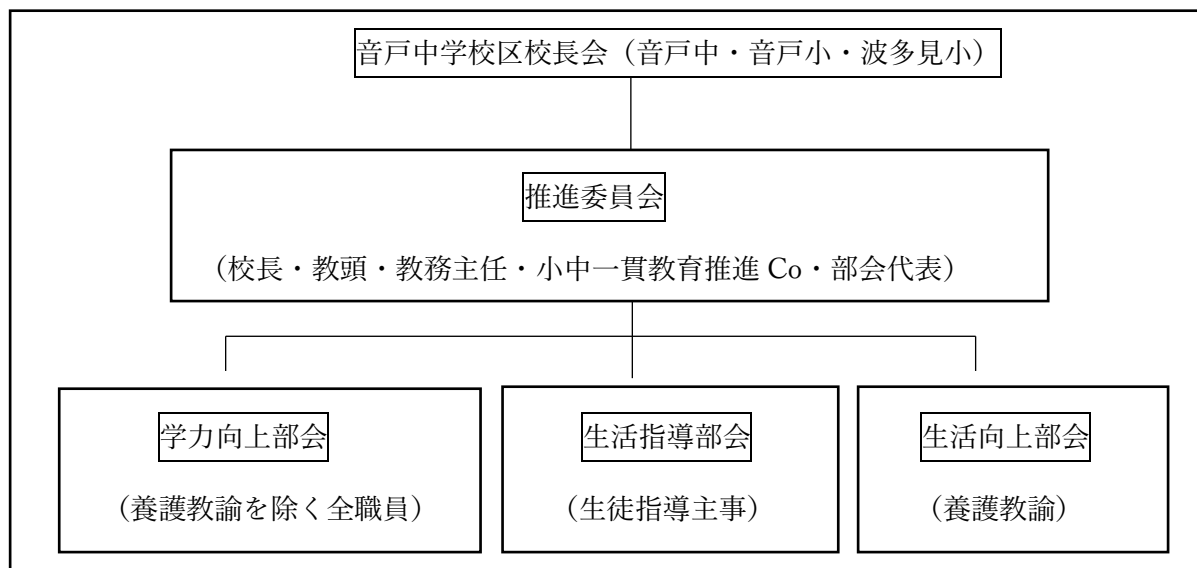 音戸中学校区校長会（音戸中・音戸小・波多見小）
推進委員会
（校長・教頭・教務主任・小中一貫教育推進 Co・部会代表）
学力向上部会
（養護教諭を除く全職員）
生活指導部会
（生徒指導主事）
生活向上部会
（養護教諭）